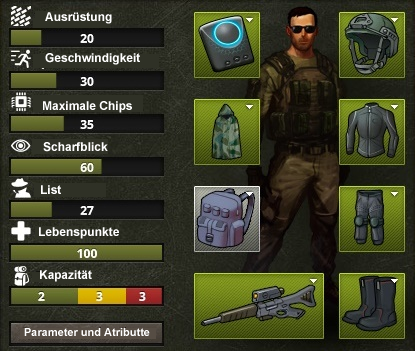 Ausrüstung
20
Geschwindigkeit
30
Maximale Chips
35
Scharfblick
60
List
27
Lebenspunkte
100
Kapazität
2 3 3
Parameter und Atributte